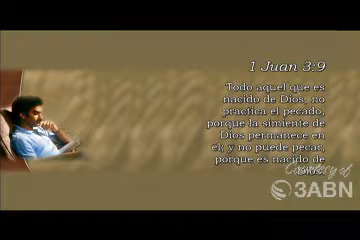 1 Juan 3:9
Todo aquel que es
nacido de Dios, no
practica el pecado,
porque la simiente de
Dios permanece en
él; y no puede pecar,
porque es nacido de
Dios.
Courtesy of
3ABN